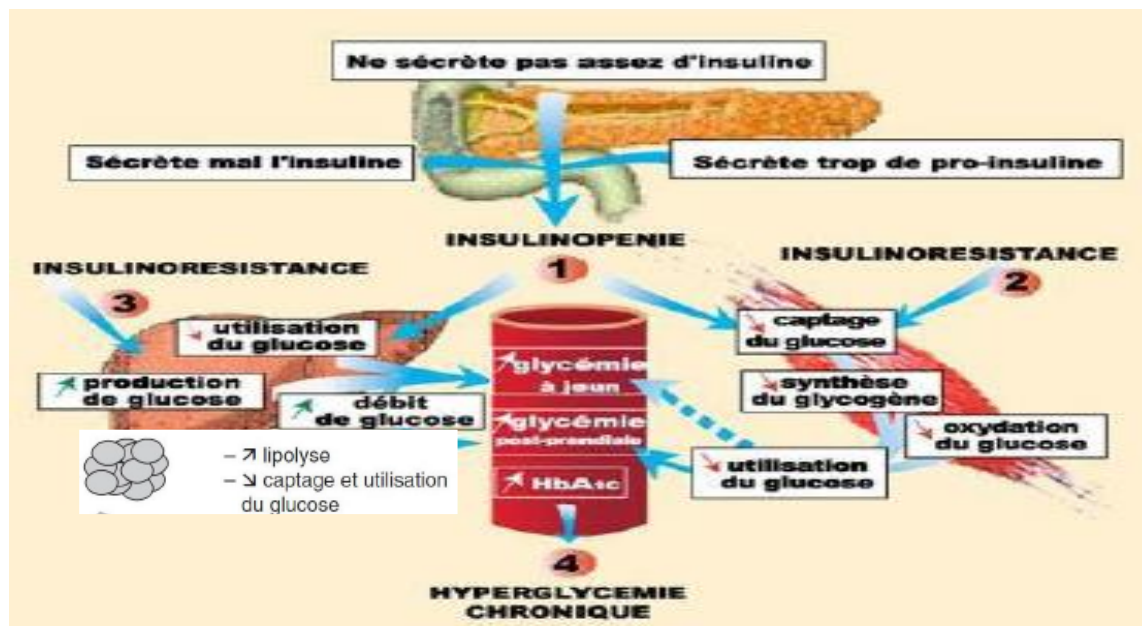 Ne sécrète pas assez d'insuline
Sécrète mal l'insuline
Sécrète trop de pro-insuline
INSULINOPENIE
1
INSULINORESISTANCE
3
INSULINORESISTANCE
2
↘ utilisation
du glucose
↗ production
de glucose
↗ débit
de glucose
↗ glycémie
à jeun
↗ glycémie
post-prandiale
↗ HbA1c
↘ captage
du glucose
↘ synthèse
du glycogène
↘ oxydation
du glucose
↘ utilisation
du glucose
– ↗ lipolyse
– ↘ captage et utilisation
du glucose
4
HYPERGLYCEMIE
CHRONIQUE